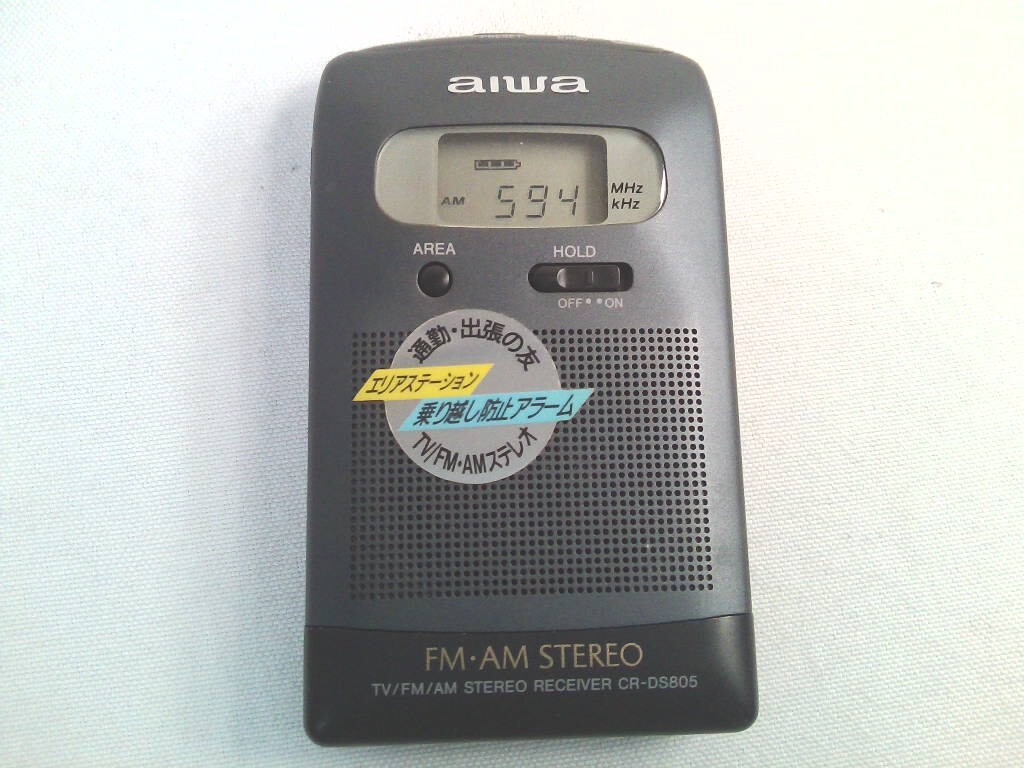 aiwa
AM 594 MHz
kHz
AREA
HOLD
OFF • • ON
通勤・出張の友
エリアステーション
乗り越し防止アラーム
TV/FM・AMステレオ
FM・AM STEREO
TV/FM/AM STEREO RECEIVER CR-DS805